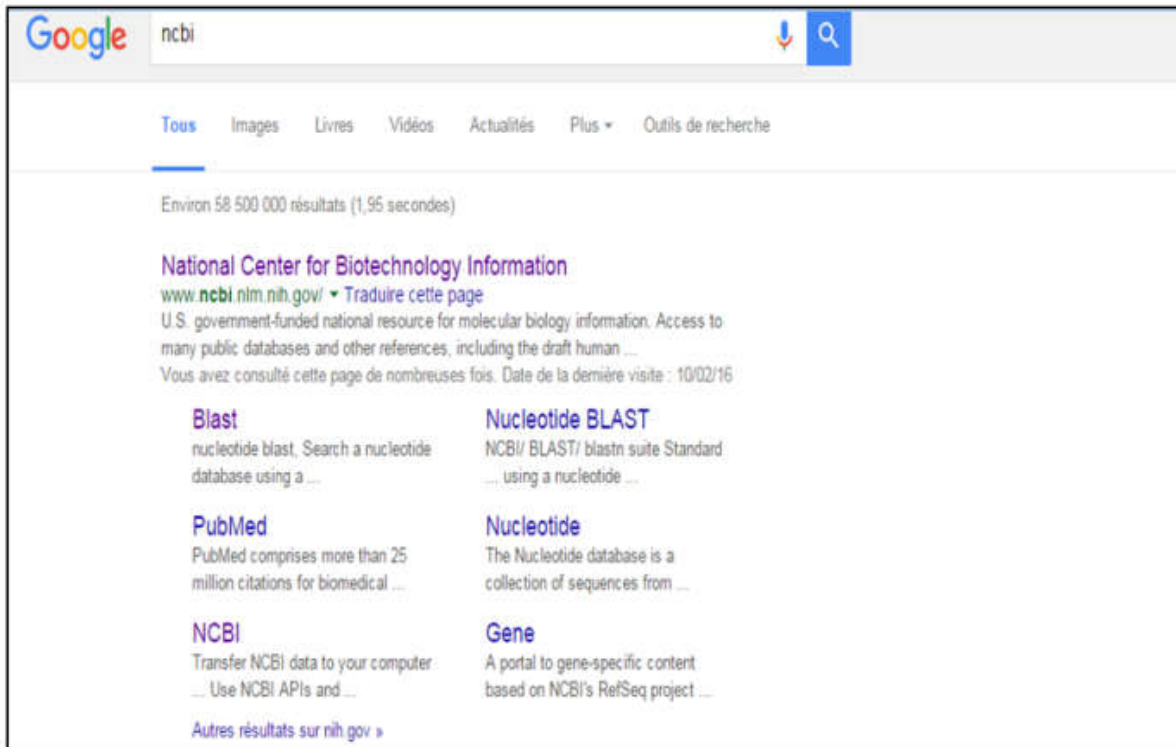 Google
ncbi
Tous Images Livres Vidéos Actualités Plus Outils de recherche
Environ 58 500 000 résultats (1,95 secondes)
National Center for Biotechnology Information
www.ncbi.nlm.nih.gov/ Traduire cette page
U.S. government-funded national resource for molecular biology information. Access to
many public databases and other references, including the draft human ...
Vous avez consulté cette page de nombreuses fois. Date de la dernière visite : 10/02/16
Blast
nucleotide blast, Search a nucleotide
database using a ...
Nucleotide BLAST
NCBI/ BLAST/ blastn suite Standard
... using a nucleotide ...
PubMed
PubMed comprises more than 25
million citations for biomedical ...
Nucleotide
The Nucleotide database is a
collection of sequences from ...
NCBI
Transfer NCBI data to your computer
... Use NCBI APIs and ...
Gene
A portal to gene-specific content
based on NCBI's RefSeq project ...
Autres résultats sur nih.gov »